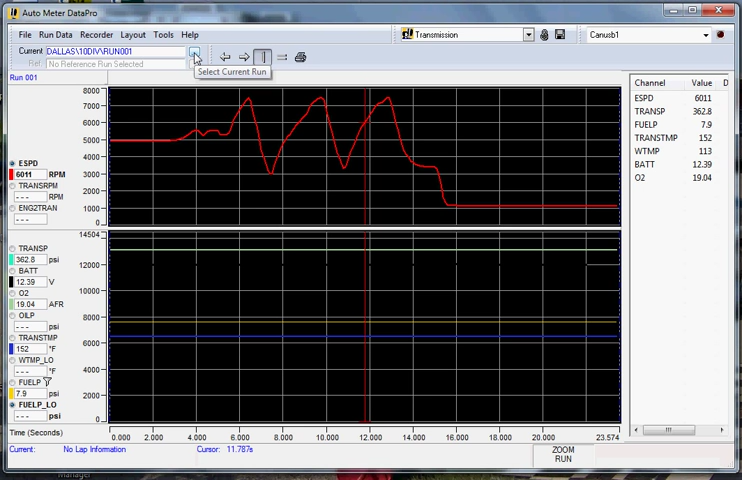 Auto Meter DataPro
File Run Data Recorder Layout Tools Help
Transmission
Canusb1
Current DALLAS\10DIV\RUN001
Ref No Reference Run Selected
Select Current Run
Run 001
Channel Value D
ESPD 6011
TRANSP 362.8
FUELP 7.9
TRANSTMP 152
WTMP 113
BATT 12.39
O2 19.04
8000
7000
6000
5000
4000
3000
2000
1000
0
ESPD
6011 RPM
TRANSRPM
--- RPM
ENG2TRAN
---
14504
12000
10000
8000
6000
4000
2000
0
TRANSP
362.8 psi
BATT
12.39 V
O2
19.04 AFR
OILP
--- psi
TRANSTMP
152 °F
WTMP_LO
--- °F
FUELP
7.9 psi
FUELP_LO
--- psi
Time (Seconds) 0.000 2.000 4.000 6.000 8.000 10.000 12.000 14.000 16.000 18.000 20.000 23.574
Current: No Lap Information Cursor: 11.787s
ZOOM
RUN
Manager